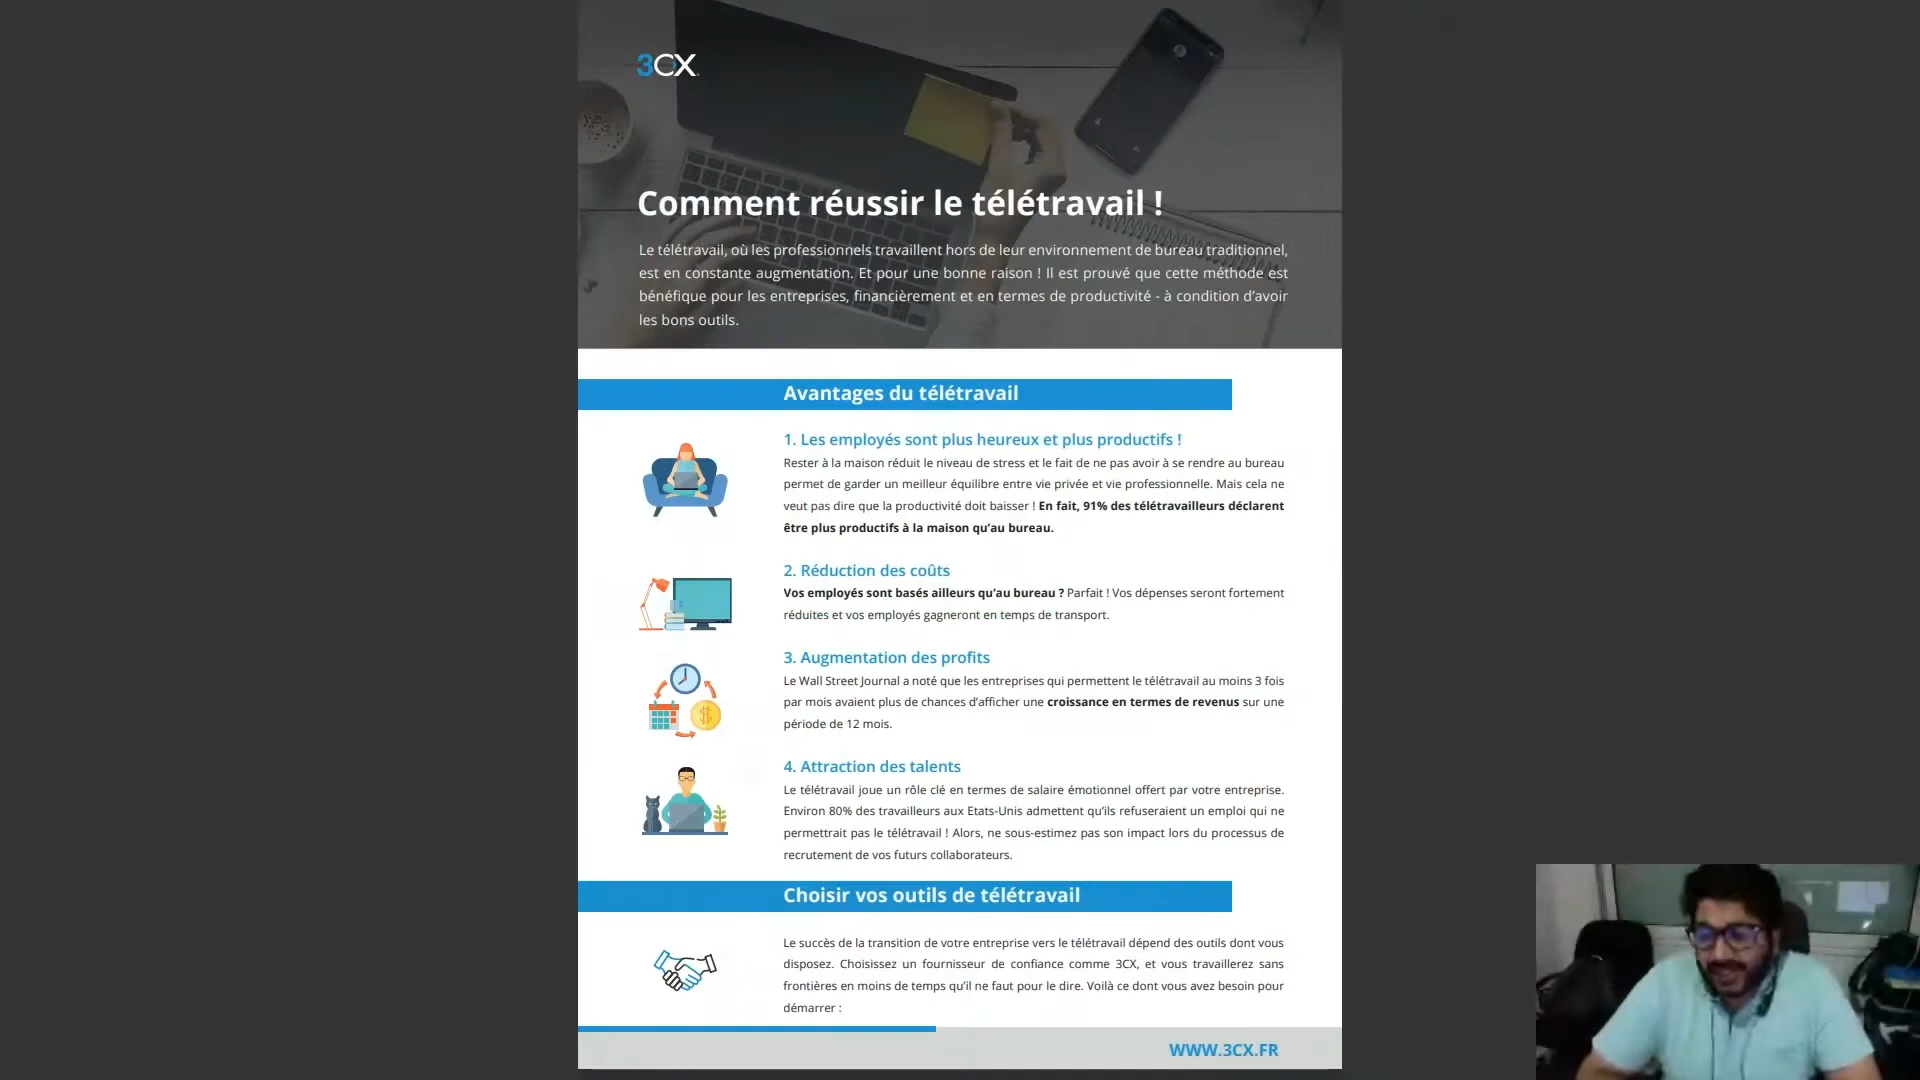 3CX
Comment réussir le télétravail !
Le télétravail, où les professionnels travaillent hors de leur environnement de bureau traditionnel,
est en constante augmentation. Et pour une bonne raison ! Il est prouvé que cette méthode est
bénéfique pour les entreprises, financièrement et en termes de productivité - à condition d’avoir
les bons outils.
Avantages du télétravail
1. Les employés sont plus heureux et plus productifs !
Rester à la maison réduit le niveau de stress et le fait de ne pas avoir à se rendre au bureau
permet de garder un meilleur équilibre entre vie privée et vie professionnelle. Mais cela ne
veut pas dire que la productivité doit baisser ! En fait, 91% des télétravailleurs déclarent
être plus productifs à la maison qu’au bureau.
2. Réduction des coûts
Vos employés sont basés ailleurs qu’au bureau ? Parfait ! Vos dépenses seront fortement
réduites et vos employés gagneront en temps de transport.
3. Augmentation des profits
Le Wall Street Journal a noté que les entreprises qui permettent le télétravail au moins 3 fois
par mois avaient plus de chances d’afficher une croissance en termes de revenus sur une
période de 12 mois.
4. Attraction des talents
Le télétravail joue un rôle clé en termes de salaire émotionnel offert par votre entreprise.
Environ 80% des travailleurs aux Etats-Unis admettent qu’ils refuseraient un emploi qui ne
permettrait pas le télétravail ! Alors, ne sous-estimez pas son impact lors du processus de
recrutement de vos futurs collaborateurs.
Choisir vos outils de télétravail
Le succès de la transition de votre entreprise vers le télétravail dépend des outils dont vous
disposez. Choisissez un fournisseur de confiance comme 3CX, et vous travaillerez sans
frontières en moins de temps qu’il ne faut pour le dire. Voilà ce dont vous avez besoin pour
démarrer :
WWW.3CX.FR